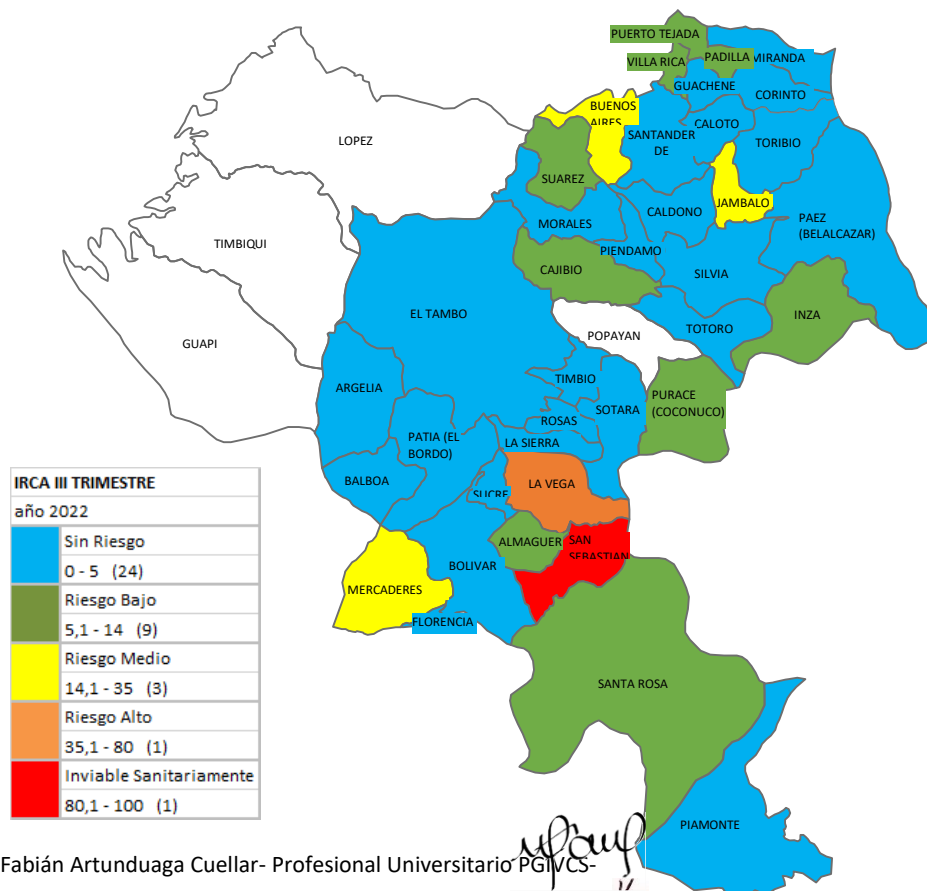 PUERTO TEJADA
VILLA RICA
PADILLA
MIRANDA
GUACHENE
CORINTO
BUENOS
AIRES
SANTANDER
DE
CALOTO
TORIBIO
LOPEZ
SUAREZ
JAMBALO
CALDONO
MORALES
PAEZ
(BELALCAZAR)
TIMBIQUI
PIENDAMO
CAJIBIO
SILVIA
EL TAMBO
INZA
TOTORO
POPAYAN
GUAPI
TIMBIO
ARGELIA
PURACE
(COCONUCO)
SOTARA
ROSAS
PATIA (EL
BORDO)
LA SIERRA
BALBOA
SUCRE
LA VEGA
ALMAGUER
SAN
SEBASTIAN
BOLIVAR
MERCADERES
FLORENCIA
SANTA ROSA
PIAMONTE
IRCA III TRIMESTRE
año 2022
Sin Riesgo
0 - 5 (24)
Riesgo Bajo
5,1 - 14 (9)
Riesgo Medio
14,1 - 35 (3)
Riesgo Alto
35,1 - 80 (1)
Inviable Sanitariamente
80,1 - 100 (1)
Fabián Artunduaga Cuellar- Profesional Universitario PGIVCS-